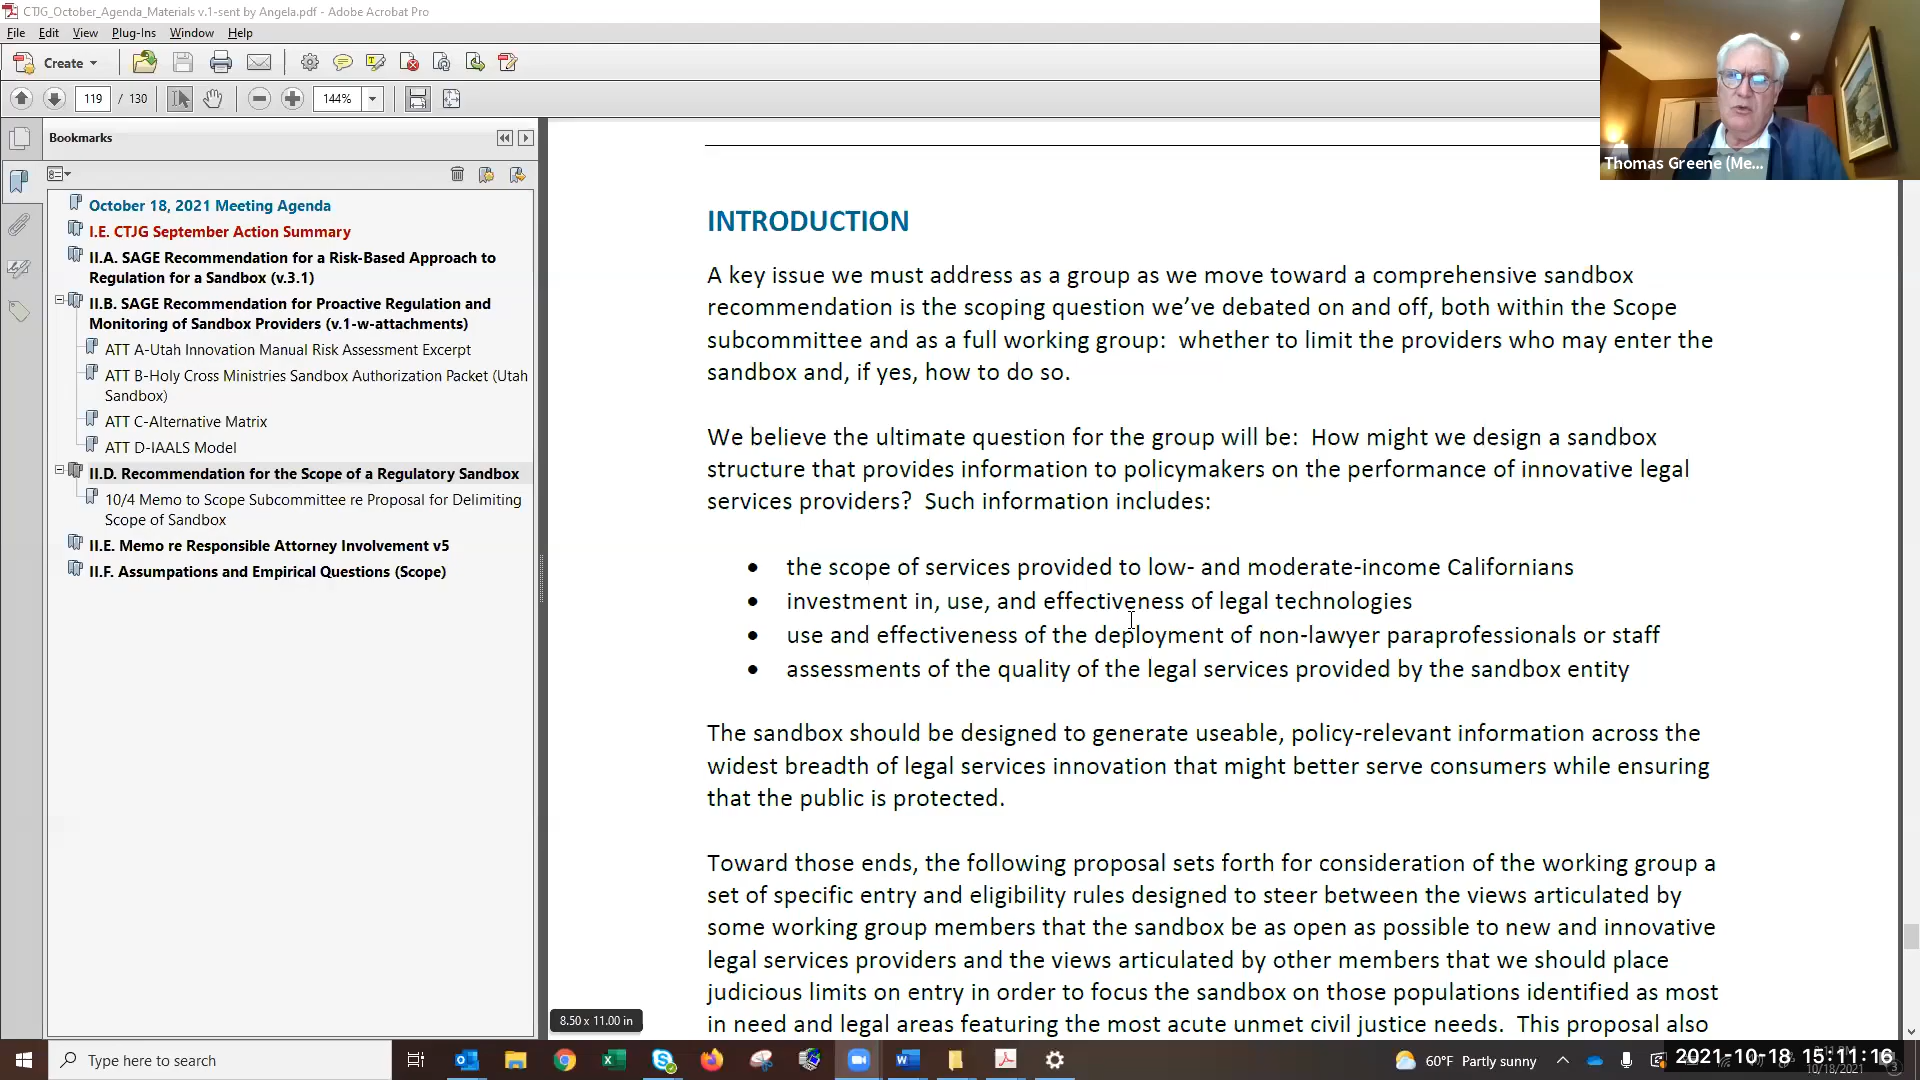 CTJG_October_Agenda_Materials v.1-sent by Angela.pdf - Adobe Acrobat Pro
File Edit View Plug-Ins Window Help
Create
119 / 130 144%
Bookmarks
October 18, 2021 Meeting Agenda
I.E. CTJG September Action Summary
II.A. SAGE Recommendation for a Risk-Based Approach to
Regulation for a Sandbox (v.3.1)
II.B. SAGE Recommendation for Proactive Regulation and
Monitoring of Sandbox Providers (v.1-w-attachments)
ATT A-Utah Innovation Manual Risk Assessment Excerpt
ATT B-Holy Cross Ministries Sandbox Authorization Packet (Utah
Sandbox)
ATT C-Alternative Matrix
ATT D-IAALS Model
II.D. Recommendation for the Scope of a Regulatory Sandbox
10/4 Memo to Scope Subcommittee re Proposal for Delimiting
Scope of Sandbox
II.E. Memo re Responsible Attorney Involvement v5
II.F. Assumpations and Empirical Questions (Scope)
Thomas Greene (Me...
INTRODUCTION
A key issue we must address as a group as we move toward a comprehensive sandbox
recommendation is the scoping question we’ve debated on and off, both within the Scope
subcommittee and as a full working group: whether to limit the providers who may enter the
sandbox and, if yes, how to do so.
We believe the ultimate question for the group will be: How might we design a sandbox
structure that provides information to policymakers on the performance of innovative legal
services providers? Such information includes:
• the scope of services provided to low- and moderate-income Californians
• investment in, use, and effectiveness of legal technologies
• use and effectiveness of the deployment of non-lawyer paraprofessionals or staff
• assessments of the quality of the legal services provided by the sandbox entity
The sandbox should be designed to generate useable, policy-relevant information across the
widest breadth of legal services innovation that might better serve consumers while ensuring
that the public is protected.
Toward those ends, the following proposal sets forth for consideration of the working group a
set of specific entry and eligibility rules designed to steer between the views articulated by
some working group members that the sandbox be as open as possible to new and innovative
legal services providers and the views articulated by other members that we should place
judicious limits on entry in order to focus the sandbox on those populations identified as most
in need and legal areas featuring the most acute unmet civil justice needs. This proposal also
8.50 x 11.00 in
Type here to search
60°F Partly sunny
2021-10-18 15:11:16
10/18/2021